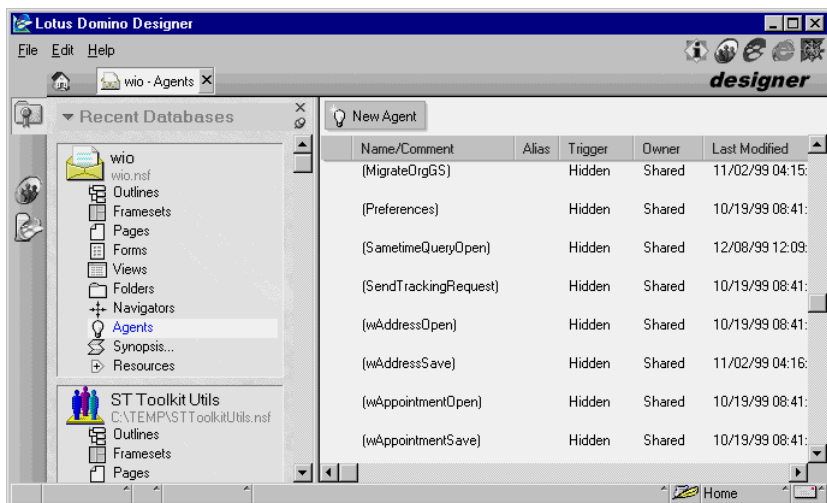 Lotus Domino Designer
File Edit Help
wio - Agents
designer
Recent Databases
wio
wio.nsf
Outlines
Framesets
Pages
Forms
Views
Folders
Navigators
Agents
Synopsis...
Resources
ST Toolkit Utils
C:\TEMP\STToolkitUtils.nsf
Outlines
Framesets
Pages
New Agent
Name/Comment Alias Trigger Owner Last Modified
(MigrateOrgGS) Hidden Shared 11/02/99 04:15:
(Preferences) Hidden Shared 10/19/99 08:41:
(SametimeQueryOpen) Hidden Shared 12/08/99 12:09:
(SendTrackingRequest) Hidden Shared 10/19/99 08:41:
(wAddressOpen) Hidden Shared 10/19/99 08:41:
(wAddressSave) Hidden Shared 11/02/99 04:16:
(wAppointmentOpen) Hidden Shared 10/19/99 08:41:
(wAppointmentSave) Hidden Shared 10/19/99 08:41:
Home